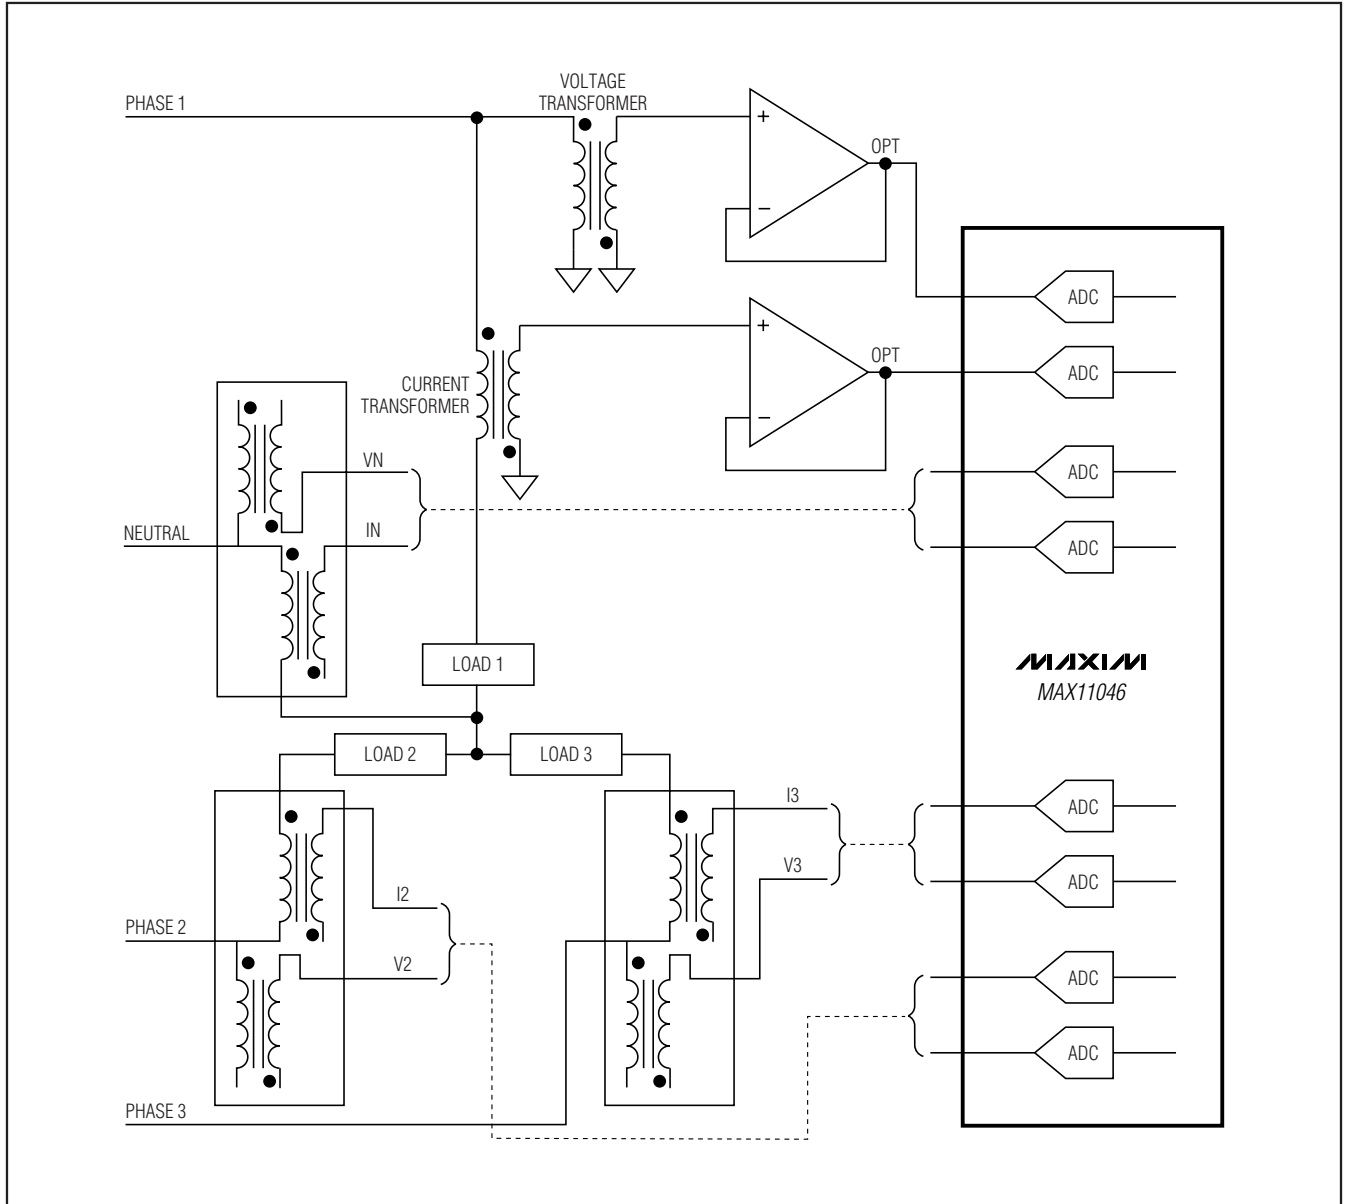 PHASE 1
VOLTAGE
TRANSFORMER
+
−
OPT
ADC
+
−
OPT
ADC
CURRENT
TRANSFORMER
VN
ADC
NEUTRAL
IN
ADC
LOAD 1
MAXIM
MAX11046
LOAD 2
LOAD 3
I3
ADC
V3
ADC
I2
PHASE 2
V2
ADC
ADC
PHASE 3